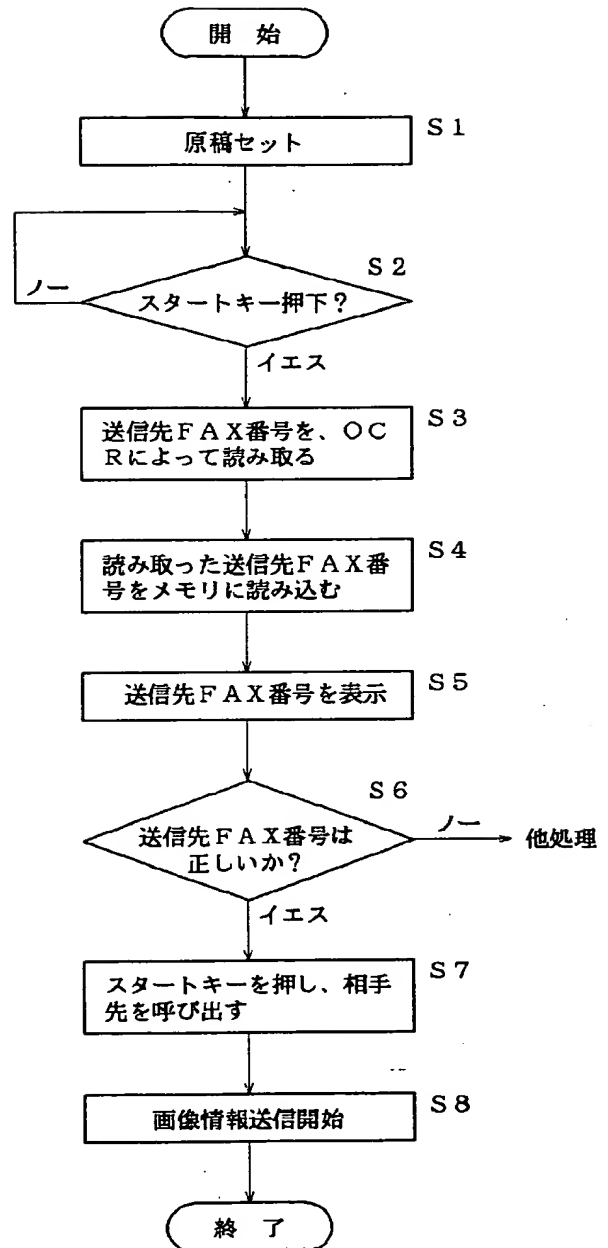 開 始
原稿セット
S1
S2
ノー
スタートキー押下?
イエス
送信先FAX番号を、OC
Rによって読み取る
S3
読み取った送信先FAX番
号をメモリに読み込む
S4
送信先FAX番号を表示
S5
S6
送信先FAX番号は
正しいか?
ノー
他処理
イエス
スタートキーを押し、相手
先を呼び出す
S7
画像情報送信開始
S8
終 了